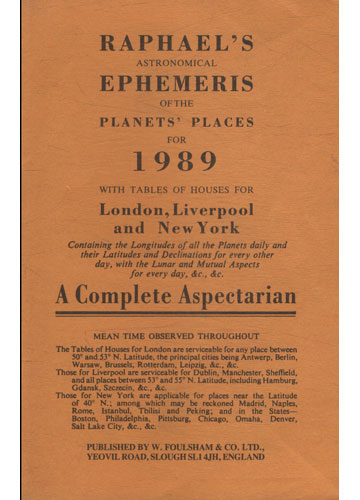 RAPHAEL'S
ASTRONOMICAL
EPHEMERIS
OF THE
PLANETS' PLACES
FOR
1989
WITH TABLES OF HOUSES FOR
London, Liverpool
and New York
Containing the Longitudes of all the Planets daily and
their Latitudes and Declinations for every other
day, with the Lunar and Mutual Aspects
for every day, &c., &c.
A Complete Aspectarian
MEAN TIME OBSERVED THROUGHOUT
The Tables of Houses for London are serviceable for any place between
50° and 53° N. Latitude, the principal cities being Antwerp, Berlin,
Warsaw, Brussels, Rotterdam, Leipzig, &c., &c.
Those for Liverpool are serviceable for Dublin, Manchester, Sheffield,
and all places between 53° and 55° N. Latitude, including Hamburg,
Gdansk, Szczecin, &c., &c.
Those for New York are applicable for places near the Latitude
of 40° N.; among which may be reckoned Madrid, Naples,
Rome, Istanbul, Tbilisi and Peking; and in the States—
Boston, Philadelphia, Pittsburg, Chicago, Omaha, Denver,
Salt Lake City, &c., &c.
PUBLISHED BY W. FOULSHAM & CO. LTD.,
YEOVIL ROAD, SLOUGH SL1 4JH, ENGLAND